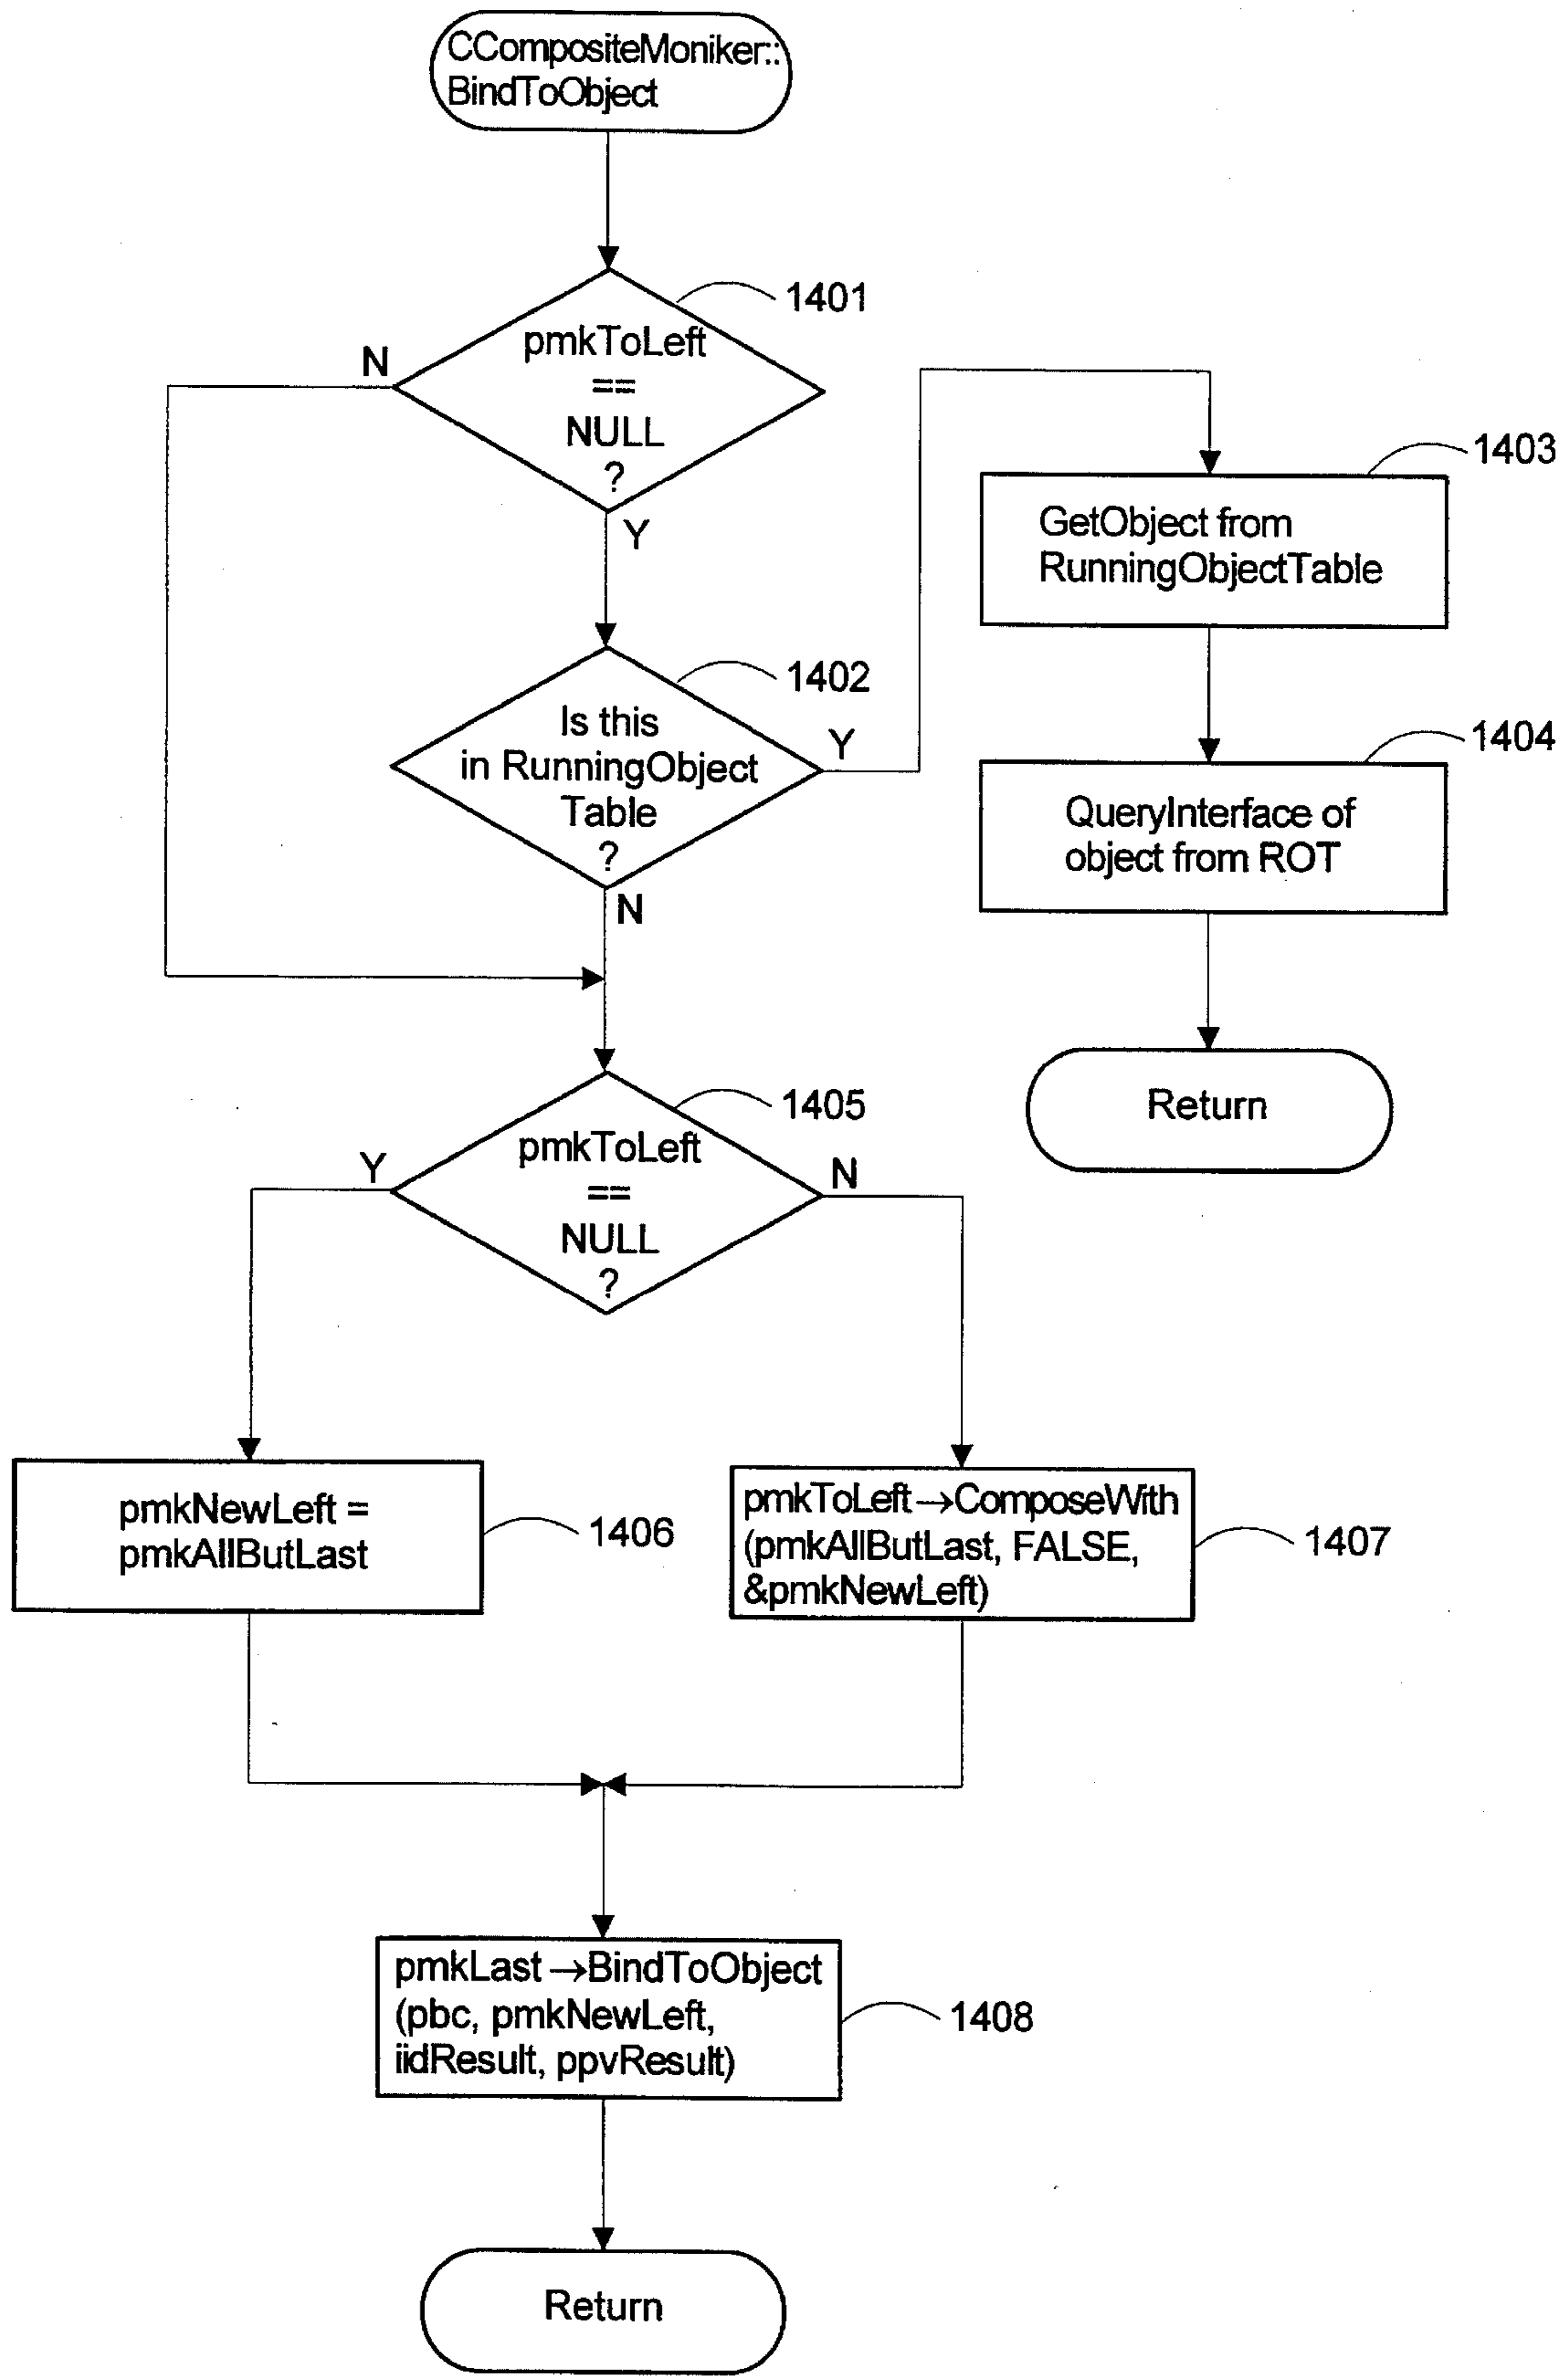 CCompositeMoniker::
BindToObject
1401
pmkToLeft
==
NULL
?
N
Y
1403
GetObject from
RunningObjectTable
1402
Is this
in RunningObject
Table
?
Y
N
1404
QueryInterface of
object from ROT
Return
1405
pmkToLeft
==
NULL
?
Y
N
pmkNewLeft =
pmkAllButLast
1406
pmkToLeft→ComposeWith
(pmkAllButLast, FALSE,
&pmkNewLeft)
1407
pmkLast→BindToObject
(pbc, pmkNewLeft,
iidResult, ppvResult)
1408
Return